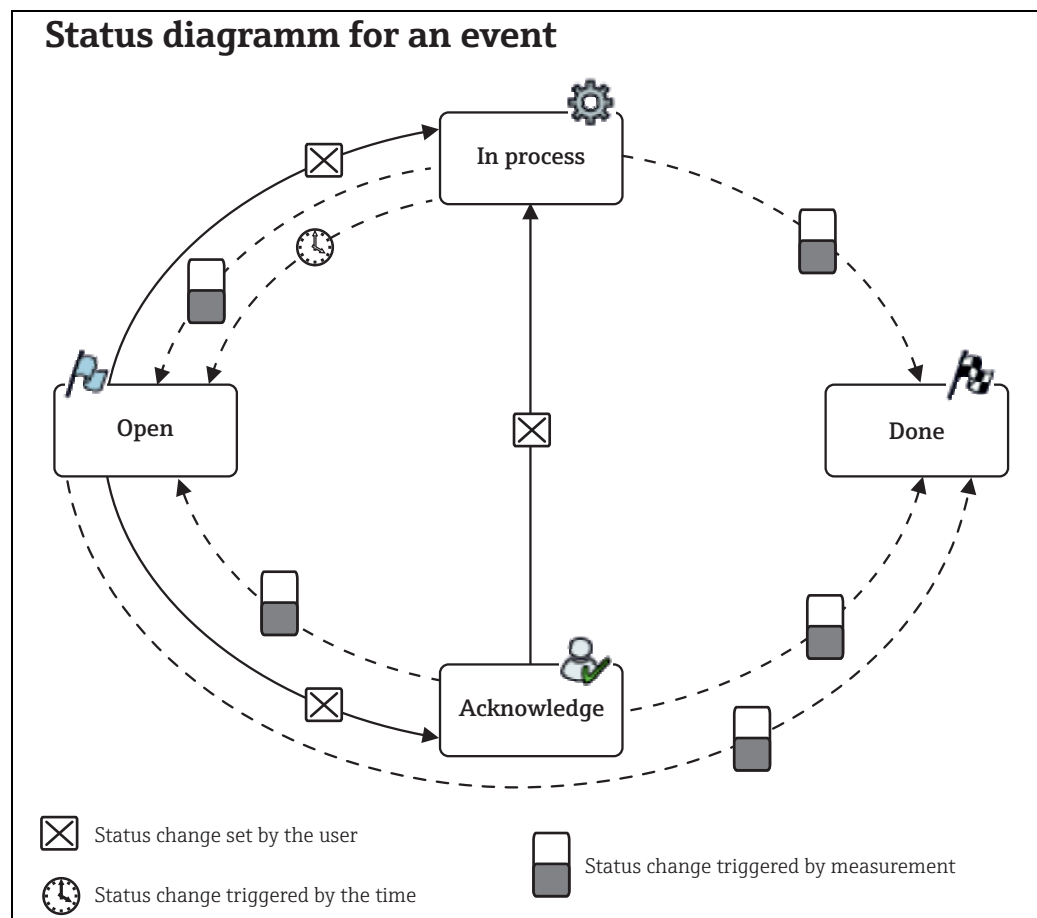 Status diagramm for an event
In process
Open
Done
Acknowledge
Status change set by the user
Status change triggered by measurement
Status change triggered by the time